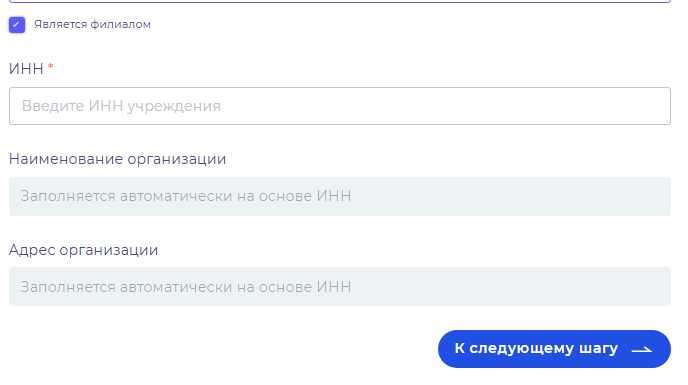 Является филиалом
ИНН *
Введите ИНН учреждения
Наименование организации
Заполняется автоматически на основе ИНН
Адрес организации
Заполняется автоматически на основе ИНН
К следующему шагу